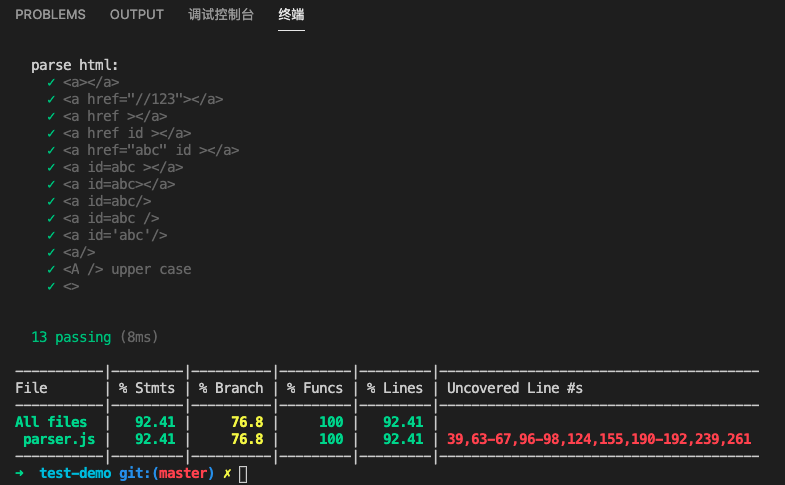 PROBLEMS OUTPUT 调试控制台 终端
parse html:
✓ <a></a>
✓ <a href="//123"></a>
✓ <a href ></a>
✓ <a href id ></a>
✓ <a href="abc" id ></a>
✓ <a id=abc ></a>
✓ <a id=abc></a>
✓ <a id=abc/>
✓ <a id=abc />
✓ <a id='abc'/>
✓ <a/>
✓ <A /> upper case
✓ <>
13 passing (8ms)
-----------|---------|----------|---------|---------|----------------------------------------
File       | % Stmts | % Branch | % Funcs | % Lines | Uncovered Line #s
-----------|---------|----------|---------|---------|----------------------------------------
All files  |   92.41 |     76.8 |     100 |   92.41 |
 parser.js |   92.41 |     76.8 |     100 |   92.41 | 39,63-67,96-98,124,155,190-192,239,261
-----------|---------|----------|---------|---------|----------------------------------------
➜  test-demo git:(master) ✗